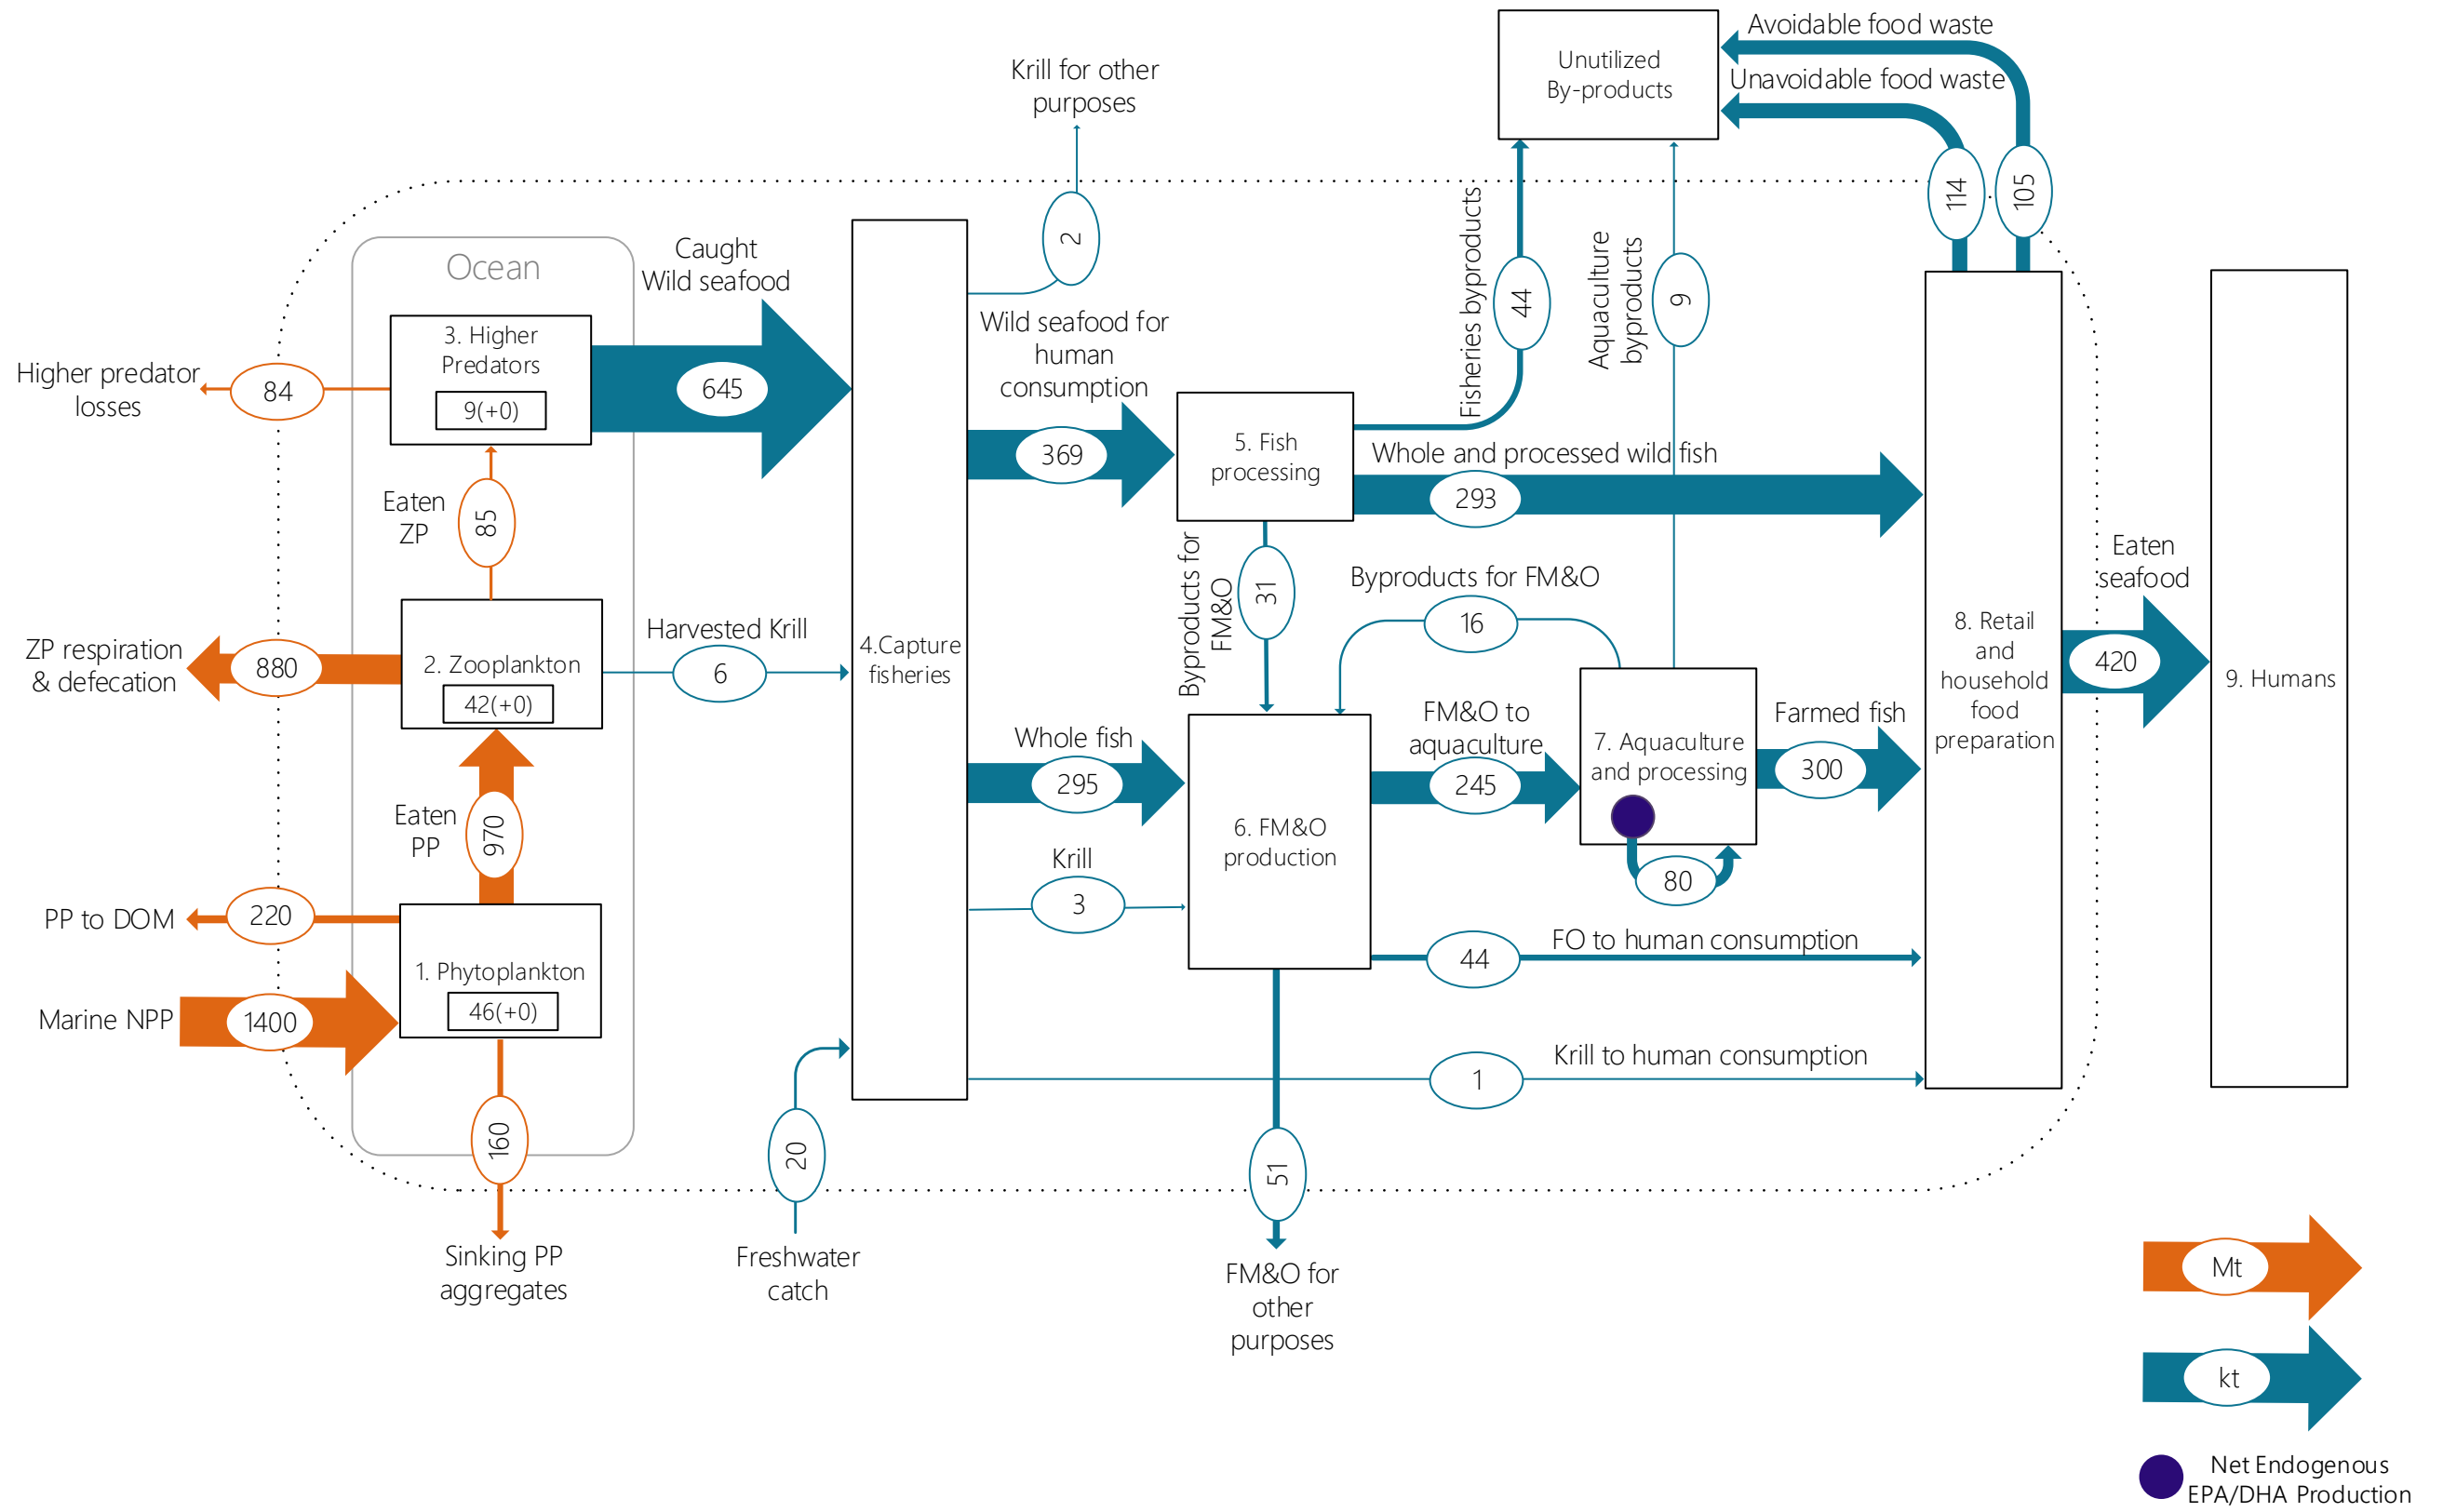 Avoidable food waste
Unutilized
By-products
Unavoidable food waste
Krill for other
purposes
114
105
2
Ocean
Caught
Wild seafood
Fisheries byproducts
44
Aquaculture
byproducts
9
3. Higher
Predators
9(+0)
Higher predator
losses
84
645
Wild seafood for
human
consumption
369
5. Fish
processing
Whole and processed wild fish
293
Eaten
ZP
85
Byproducts for
FM&O
31
Byproducts for FM&O
16
Eaten
seafood
420
ZP respiration
& defecation
880
2. Zooplankton
42(+0)
Harvested Krill
6
4.Capture
fisheries
8. Retail
and
household
food
preparation
9. Humans
Whole fish
295
FM&O to
aquaculture
245
7. Aquaculture
and processing
80
Farmed fish
300
Eaten
PP
970
6. FM&O
production
Krill
3
PP to DOM
220
FO to human consumption
44
1. Phytoplankton
46(+0)
Marine NPP
1400
Krill to human consumption
1
160
20
51
Sinking PP
aggregates
Freshwater
catch
FM&O for
other
purposes
Mt
kt
Net Endogenous
EPA/DHA Production